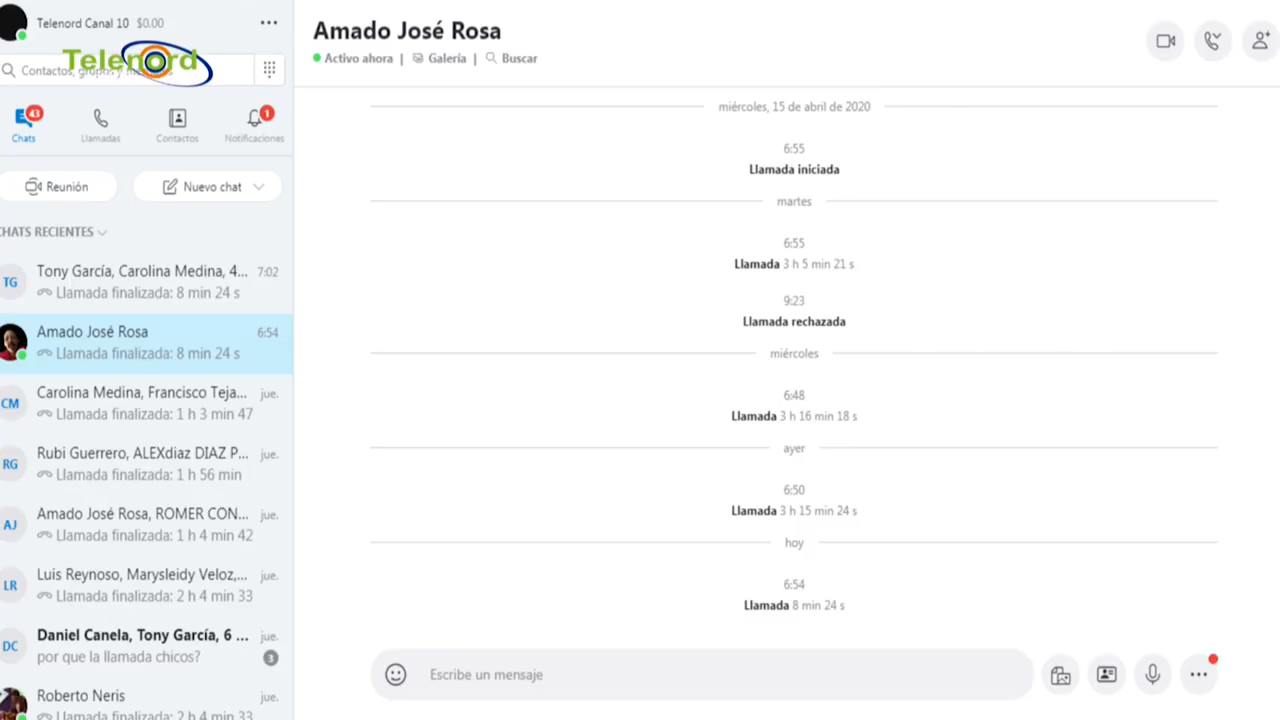 Telenord Canal 10 $0.00
Telenord
Contactos, grupos y
Chats 43
Llamadas
Contactos
Notificaciones 1
Reunión
Nuevo chat
CHATS RECIENTES
Tony García, Carolina Medina, 4... 7:02
Llamada finalizada: 8 min 24 s
Amado José Rosa 6:54
Llamada finalizada: 8 min 24 s
Carolina Medina, Francisco Teja... jue.
Llamada finalizada: 1 h 3 min 47
Rubi Guerrero, ALEXdiaz DIAZ P... jue.
Llamada finalizada: 1 h 56 min
Amado José Rosa, ROMER CON... jue.
Llamada finalizada: 1 h 4 min 42
Luis Reynoso, Marysleidy Veloz,... jue.
Llamada finalizada: 2 h 4 min 33
Daniel Canela, Tony García, 6 ... jue.
por que la llamada chicos? 3
Roberto Neris jue.
Llamada finalizada: 2 h 4 min 33
TG
CM
RG
AJ
LR
DC
Amado José Rosa
Activo ahora | Galería | Buscar
miércoles, 15 de abril de 2020
6:55
Llamada iniciada
martes
6:55
Llamada 3 h 5 min 21 s
9:23
Llamada rechazada
miércoles
6:48
Llamada 3 h 16 min 18 s
ayer
6:50
Llamada 3 h 15 min 24 s
hoy
6:54
Llamada 8 min 24 s
Escribe un mensaje